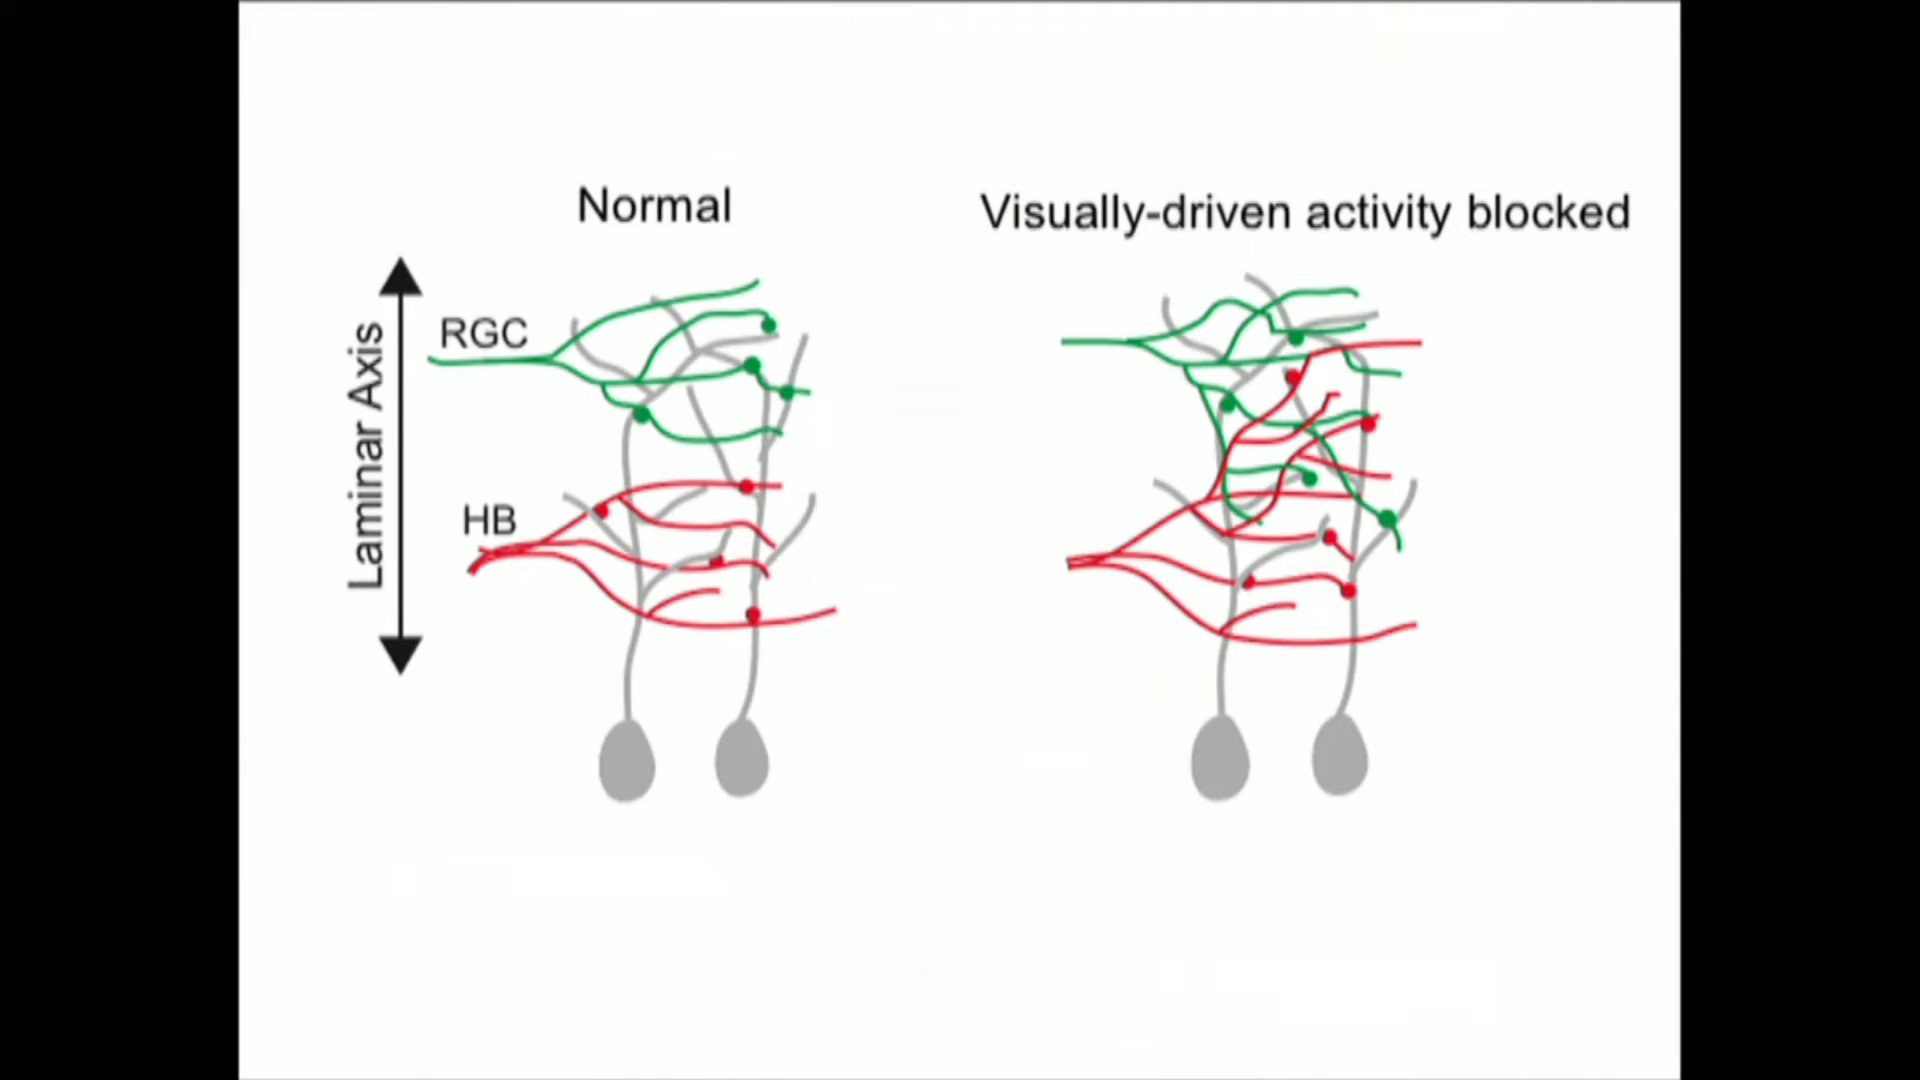 Normal
Visually-driven activity blocked
Laminar Axis
RGC
HB